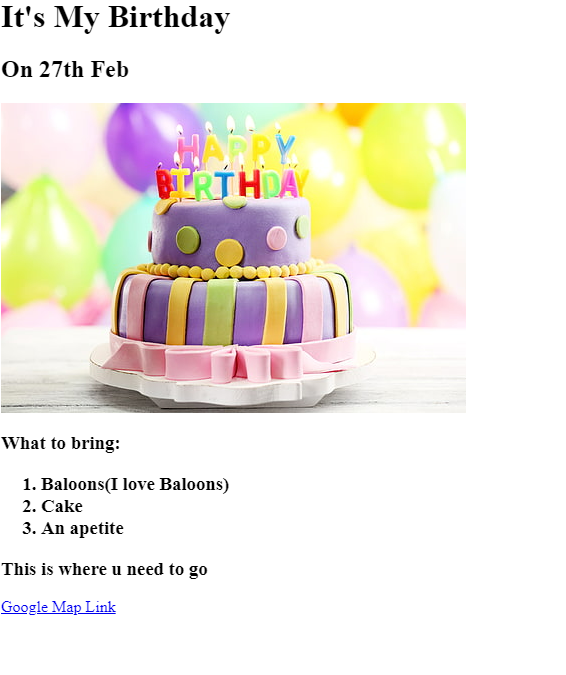 It's My Birthday
On 27th Feb
HAPPY
BIRTHDAY
What to bring:
1. Baloons(I love Baloons)
2. Cake
3. An apetite
This is where u need to go
Google Map Link